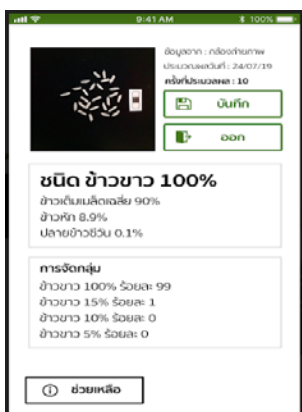 9:41 AM
100%
ข้อมูลจาก : กล้องถ่ายภาพ
ประมวลผลวันที่ : 24/07/19
ครั้งที่ประมวลผล : 10
บันทึก
ออก
ชนิด ข้าวขาว 100%
ข้าวเต็มเมล็ดเฉลี่ย 90%
ข้าวหัก 8.9%
ปลายข้าวซีวัน 0.1%
การจัดกลุ่ม
ข้าวขาว 100% ร้อยละ 99
ข้าวขาว 15% ร้อยละ 1
ข้าวขาว 10% ร้อยละ 0
ข้าวขาว 5% ร้อยละ 0
ช่วยเหลือ